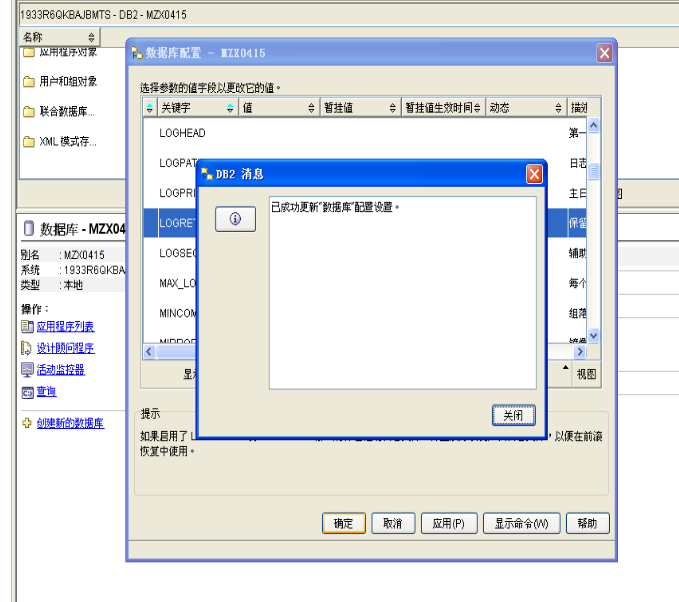 1933R6QKBAJBMTS - DB2 - MZX0415
名称
应用程序对象
用户和组对象
联合数据库...
XML 模式存...
数据库配置 - MZX0415
选择参数的值字段以更改它的值。
关键字 值 暂挂值 暂挂值生效时间 动态 描述
LOGHEAD 第一
LOGPAT 日志
LOGPRI 主日
LOGRET 保留
LOGSEC 辅助
MAX_LO 每个
MINCOM 组落
MIRROR 镜像
DB2 消息
已成功更新“数据库”配置设置。
关闭
视图
数据库 - MZX04
别名 : MZX0415
系统 : 1933R6QKBA
类型 : 本地
操作:
应用程序列表
设计顾问程序
活动监控器
查询
创建新的数据库
提示
如果启用了 L
,以便在前滚
恢复中使用。
确定 取消 应用(P) 显示命令(W) 帮助